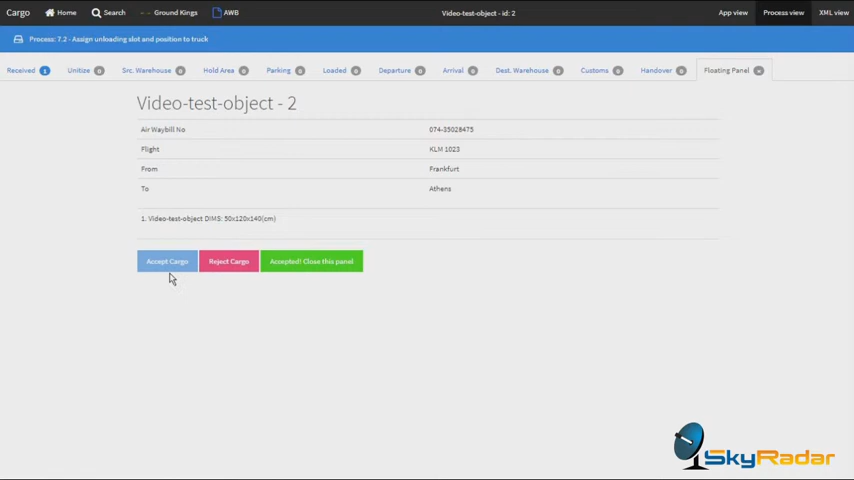 Cargo Home Search Ground Kings AWB Video-test-object - id: 2 App view Process view XML view
Process: 7.2 - Assign unloading slot and position to truck
Received 1 Unitize 0 Src. Warehouse 0 Hold Area 0 Parking 0 Loaded 0 Departure 0 Arrival 0 Dest. Warehouse 0 Customs 0 Handover 0 Floating Panel ×
Video-test-object - 2
Air Waybill No 074-35028475
Flight KLM 1023
From Frankfurt
To Athens
1. Video-test-object DIMS: 50x120x140(cm)
Accept Cargo Reject Cargo Accepted! Close this panel
SkyRadar